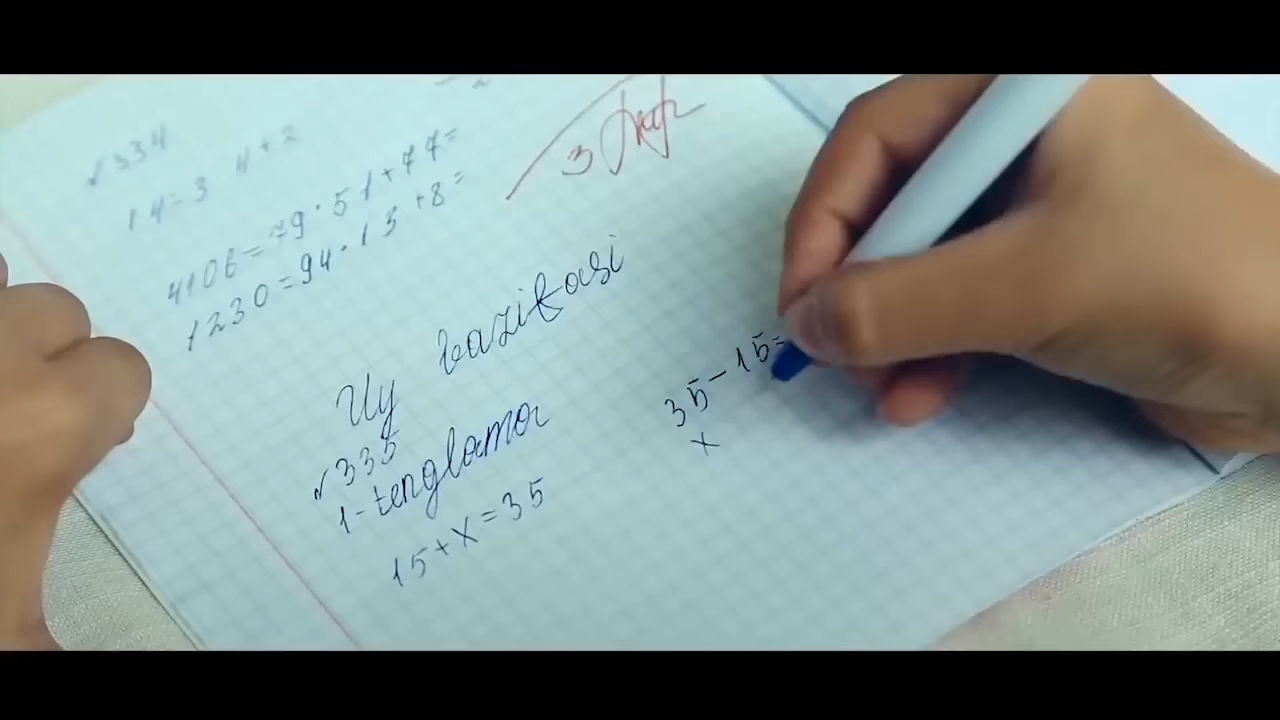 №334
14-3 4+2
4106=79·51+77=
1230=94·13+8=
3
Uy vazifasi
№335
1-tenglama
15+x=35
35-15=
x